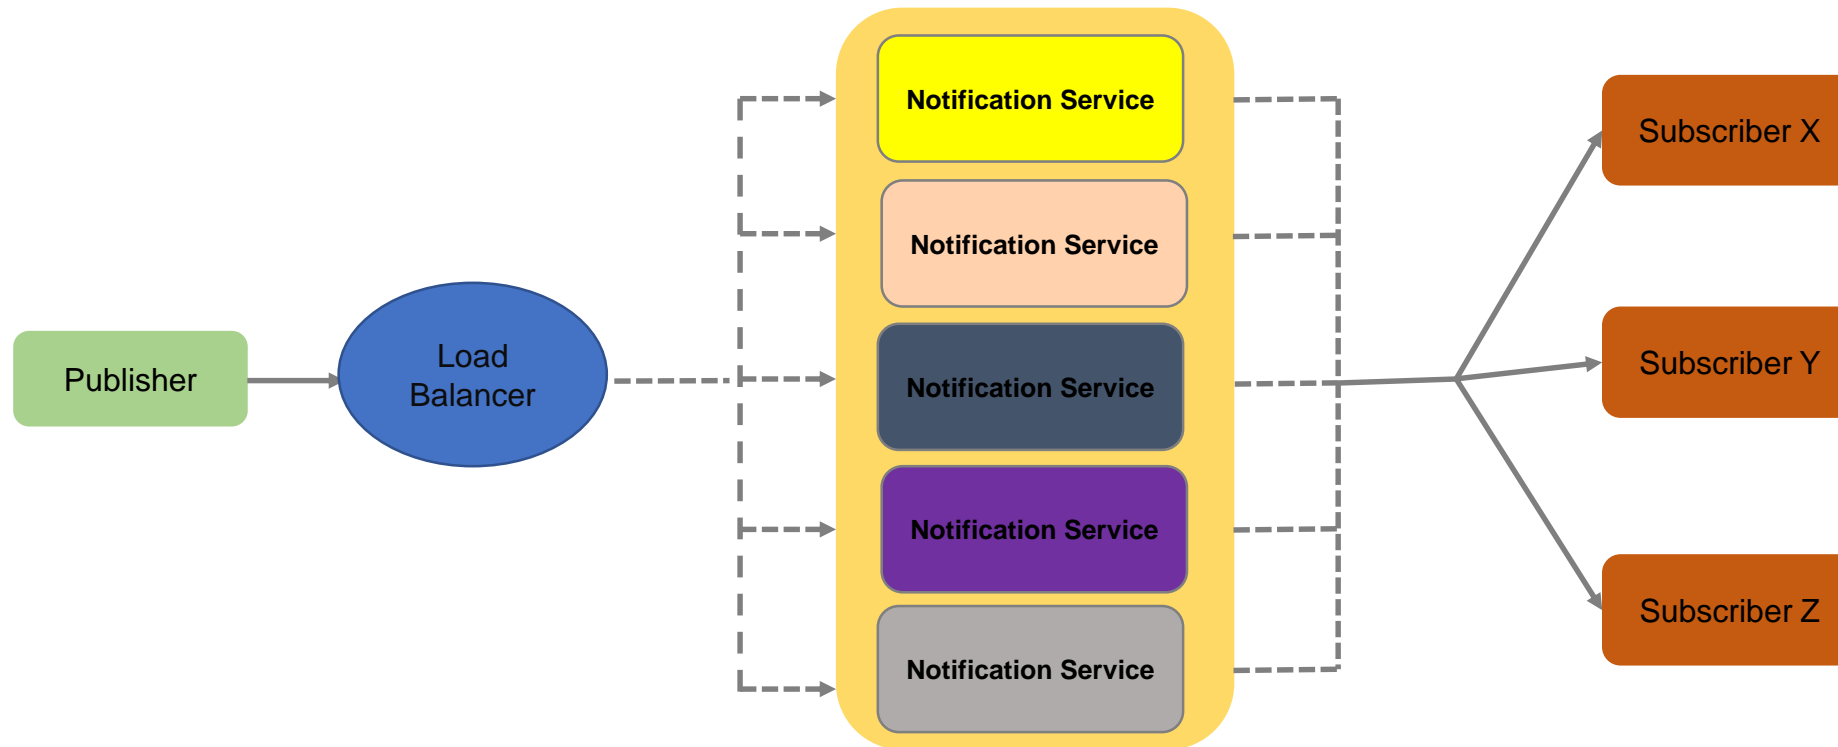 Publisher
Load
Balancer
Notification Service
Notification Service
Notification Service
Notification Service
Notification Service
Subscriber X
Subscriber Y
Subscriber Z